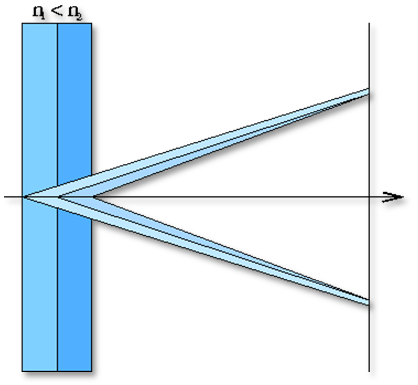 n₁ < n₂